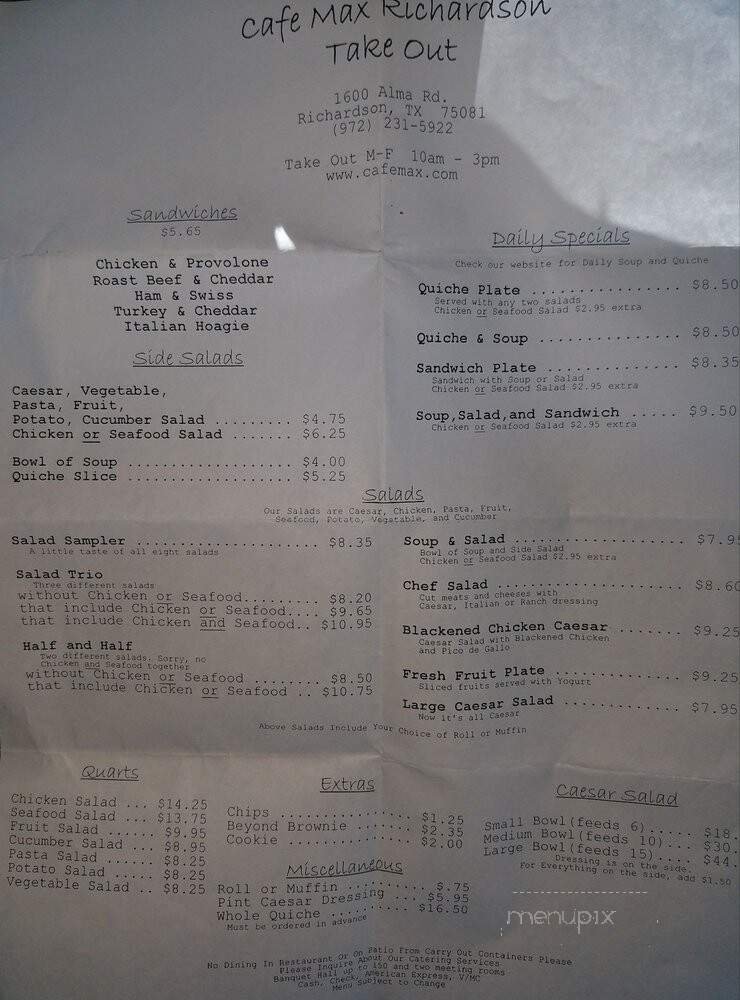 Cafe Max Richardson
Take Out
1600 Alma Rd.
Richardson, TX 75081
(972) 231-5922
Take Out M-F 10am - 3pm
www.cafemax.com
Sandwiches
$5.65
Chicken & Provolone
Roast Beef & Cheddar
Ham & Swiss
Turkey & Cheddar
Italian Hoagie
Side Salads
Caesar, Vegetable,
Pasta, Fruit,
Potato, Cucumber Salad ......... $4.75
Chicken or Seafood Salad ....... $6.25
Bowl of Soup ................... $4.00
Quiche Slice ................... $5.25
Daily Specials
Check our website for Daily Soup and Quiche
Quiche Plate ................ $8.50
Served with any two salads
Chicken or Seafood Salad $2.95 extra
Quiche & Soup ............... $8.50
Sandwich Plate .............. $8.35
Sandwich with Soup or Salad
Chicken or Seafood Salad $2.95 extra
Soup,Salad,and Sandwich ..... $9.50
Chicken or Seafood Salad $2.95 extra
Salads
Our Salads are Caesar, Chicken, Pasta, Fruit,
Seafood, Potato, Vegetable, and Cucumber
Salad Sampler ..................... $8.35
A little taste of all eight salads
Salad Trio
Three different salads
without Chicken or Seafood......... $8.20
that include Chicken or Seafood.... $9.65
that include Chicken and Seafood.. $10.95
Half and Half
Two different salads. Sorry, no
Chicken and Seafood together
without Chicken or Seafood ........ $8.50
that include Chicken or Seafood .. $10.75
Soup & Salad .................. $7.95
Bowl of Soup and Side Salad
Chicken or Seafood Salad $2.95 extra
Chef Salad .................... $8.60
Cut meats and cheeses with
Caesar, Italian or Ranch dressing
Blackened Chicken Caesar ....... $9.25
Caesar Salad with Blackened Chicken
and Pico de Gallo
Fresh Fruit Plate .............. $9.25
Sliced fruits served with Yogurt
Large Caesar Salad ............ $7.95
Now it's all Caesar
Above Salads Include Your Choice of Roll or Muffin
Quarts
Chicken Salad ... $14.25
Seafood Salad ... $13.75
Fruit Salad ...... $9.95
Cucumber Salad ... $8.95
Pasta Salad ...... $8.25
Potato Salad ..... $8.25
Vegetable Salad .. $8.25
Extras
Chips ................ $1.25
Beyond Brownie ....... $2.35
Cookie ............... $2.00
Miscellaneous
Roll or Muffin ......... $.75
Pint Caesar Dressing ... $5.95
Whole Quiche .......... $16.50
Must be ordered in advance
Caesar Salad
Small Bowl(feeds 6)..... $18.
Medium Bowl(feeds 10)... $30.
Large Bowl(feeds 15).... $44.
Dressing is on the side.
For Everything on the side, add $1.50
menupix
No Dining In Restaurant Or On Patio From Carry Out Containers Please
Please Inquire About Our Catering Services
Banquet Hall up to 150 and two meeting rooms
Cash, Check, American Express, V/MC
Menu Subject to Change